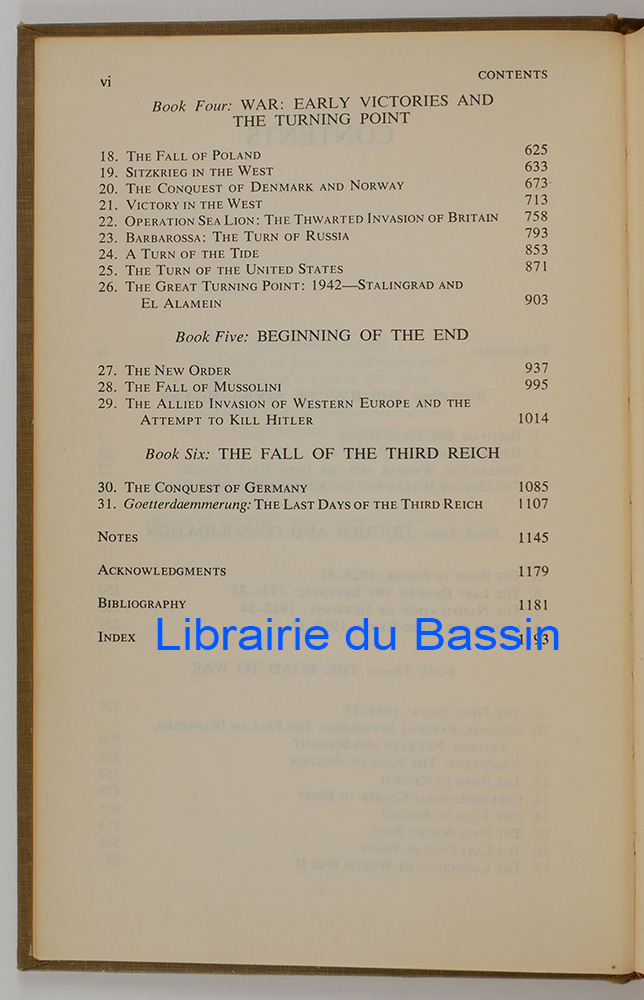 vi CONTENTS
Book Four: WAR: EARLY VICTORIES AND
THE TURNING POINT
18. THE FALL OF POLAND 625
19. SITZKRIEG IN THE WEST 633
20. THE CONQUEST OF DENMARK AND NORWAY 673
21. VICTORY IN THE WEST 713
22. OPERATION SEA LION: THE THWARTED INVASION OF BRITAIN 758
23. BARBAROSSA: THE TURN OF RUSSIA 793
24. A TURN OF THE TIDE 853
25. THE TURN OF THE UNITED STATES 871
26. THE GREAT TURNING POINT: 1942—STALINGRAD AND
EL ALAMEIN 903
Book Five: BEGINNING OF THE END
27. THE NEW ORDER 937
28. THE FALL OF MUSSOLINI 995
29. THE ALLIED INVASION OF WESTERN EUROPE AND THE
ATTEMPT TO KILL HITLER 1014
Book Six: THE FALL OF THE THIRD REICH
30. THE CONQUEST OF GERMANY 1085
31. Goetterdaemmerung: THE LAST DAYS OF THE THIRD REICH 1107
NOTES 1145
ACKNOWLEDGMENTS 1179
BIBLIOGRAPHY 1181
INDEX 1193
Librairie du Bassin